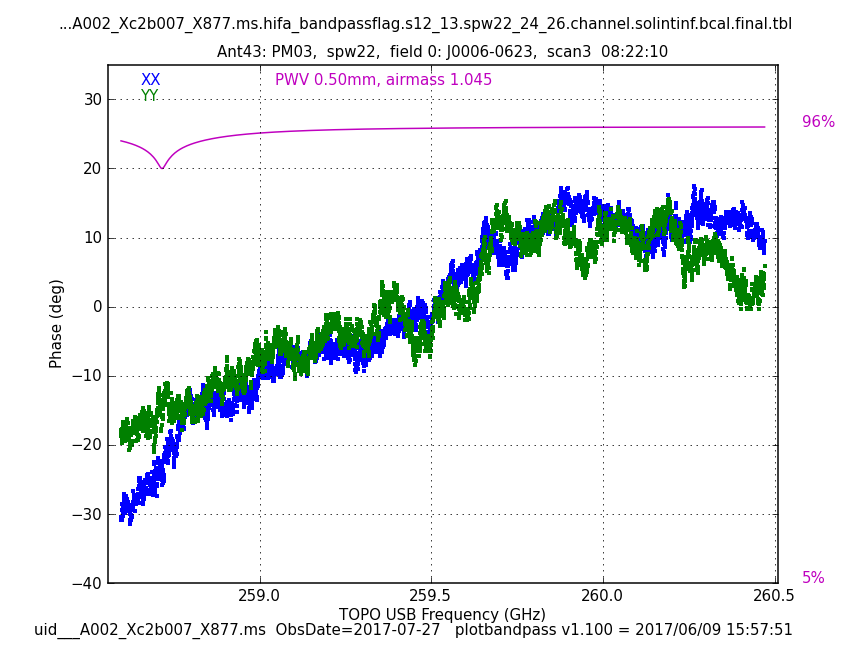 ...A002_Xc2b007_X877.ms.hifa_bandpassflag.s12_13.spw22_24_26.channel.solintinf.bcal.final.tbl
Ant43: PM03,  spw22,  field 0: J0006-0623,  scan3  08:22:10
XX
YY
PWV 0.50mm, airmass 1.045
96%
5%
30
20
10
0
−10
−20
−30
−40
Phase (deg)
259.0
259.5
260.0
260.5
TOPO USB Frequency (GHz)
uid___A002_Xc2b007_X877.ms  ObsDate=2017-07-27   plotbandpass v1.100 = 2017/06/09 15:57:51